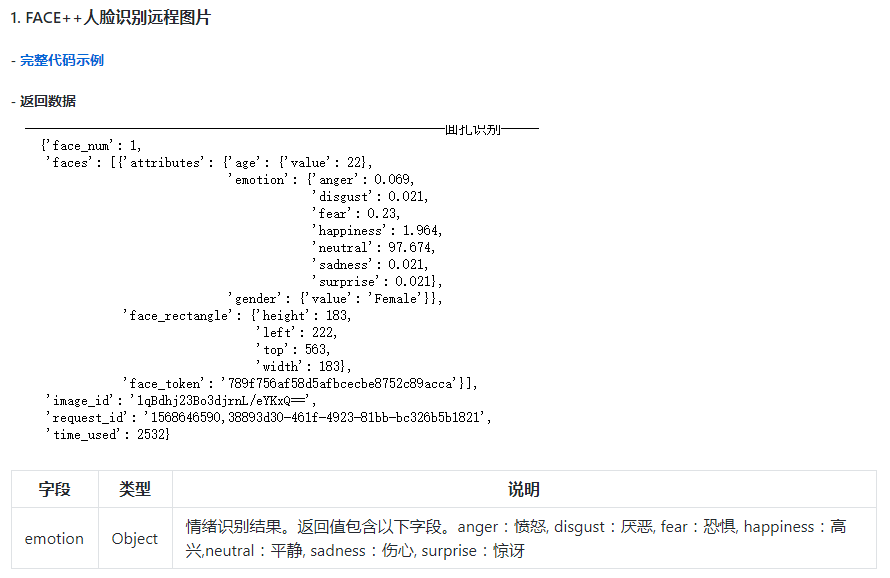 1. FACE++人脸识别远程图片
- 完整代码示例
- 返回数据
面孔识别
{'face_num': 1,
'faces': [{'attributes': {'age': {'value': 22},
'emotion': {'anger': 0.069,
'disgust': 0.021,
'fear': 0.23,
'happiness': 1.964,
'neutral': 97.674,
'sadness': 0.021,
'surprise': 0.021},
'gender': {'value': 'Female'}},
'face_rectangle': {'height': 183,
'left': 222,
'top': 563,
'width': 183},
'face_token': '789f756af58d5afbcecbe8752c89acca'}],
'image_id': 'lqBdhj23Bo3djrnL/eYKxQ==',
'request_id': '1568646590,38893d30-461f-4923-81bb-bc326b5b1821',
'time_used': 2532}
字段 类型 说明
emotion Object 情绪识别结果。返回值包含以下字段。anger：愤怒, disgust：厌恶, fear：恐惧, happiness：高
兴,neutral：平静, sadness：伤心, surprise：惊讶